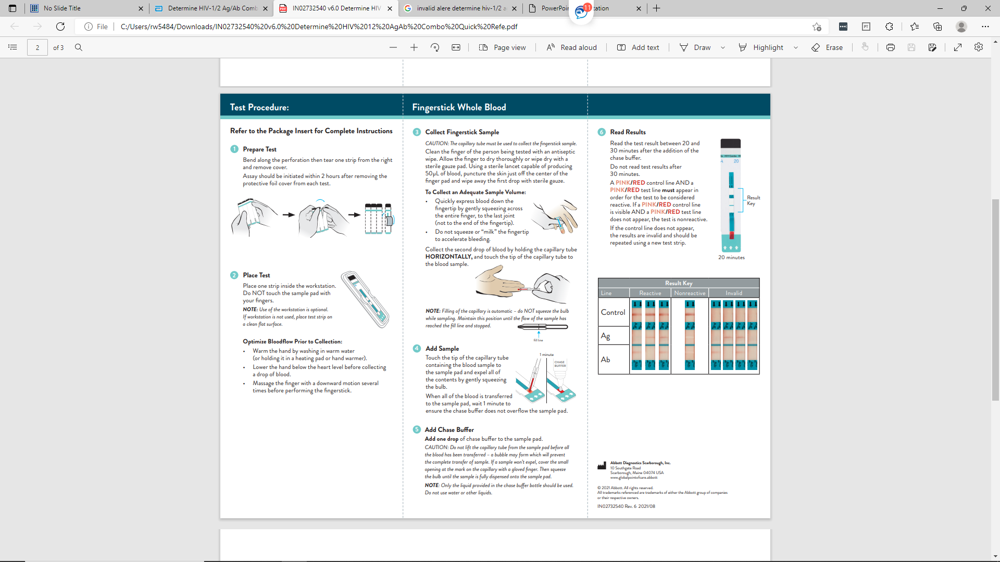 No Slide Title
Determine HIV-1/2 Ag/Ab Comb
IN02732540 v6.0 Determine HIV
invalid alere determine hiv-1/2 a
PowerPoin
tation
11
File
C:/Users/rw5484/Downloads/IN02732540%20v6.0%20Determine%20HIV%2012%20AgAb%20Combo%20Quick%20Refe.pdf
PT
2
of 3
Page view
Read aloud
Add text
Draw
Highlight
Erase
Test Procedure:
Fingerstick Whole Blood
Refer to the Package Insert for Complete Instructions
1 Prepare Test
Bend along the perforation then tear one strip from the right
and remove cover.
Assay should be initiated within 2 hours after removing the
protective foil cover from each test.
2 Place Test
Place one strip inside the workstation.
Do NOT touch the sample pad with
your fingers.
NOTE: Use of the workstation is optional.
If workstation is not used, place test strip on
a clean flat surface.
Optimize Bloodflow Prior to Collection:
• Warm the hand by washing in warm water
(or holding it in a heating pad or hand warmer).
• Lower the hand below the heart level before collecting
a drop of blood.
• Massage the finger with a downward motion several
times before performing the fingerstick.
3 Collect Fingerstick Sample
CAUTION: The capillary tube must be used to collect the fingerstick sample.
Clean the finger of the person being tested with an antiseptic
wipe. Allow the finger to dry thoroughly or wipe dry with a
sterile gauze pad. Using a sterile lancet capable of producing
50μL of blood, puncture the skin just off the center of the
finger pad and wipe away the first drop with sterile gauze.
To Collect an Adequate Sample Volume:
• Quickly express blood down the
fingertip by gently squeezing across
the entire finger, to the last joint
(not to the end of the fingertip).
• Do not squeeze or “milk” the fingertip
to accelerate bleeding.
Collect the second drop of blood by holding the capillary tube
HORIZONTALLY, and touch the tip of the capillary tube to
the blood sample.
NOTE: Filling of the capillary is automatic – do NOT squeeze the bulb
while sampling. Maintain this position until the flow of the sample has
reached the fill line and stopped.
fill line
4 Add Sample
Touch the tip of the capillary tube
containing the blood sample to
the sample pad and expel all of
the contents by gently squeezing
the bulb.
When all of the blood is transferred
to the sample pad, wait 1 minute to
ensure the chase buffer does not overflow the sample pad.
1 minute
CHASE
BUFFER
5 Add Chase Buffer
Add one drop of chase buffer to the sample pad.
CAUTION: Do not lift the capillary tube from the sample pad before all
the blood has been transferred – a bubble may form which will prevent
the complete transfer of sample. If a sample won’t expel, cover the small
opening at the mark on the capillary with a gloved finger. Then squeeze
the bulb until the sample is fully dispensed onto the sample pad.
NOTE: Only the liquid provided in the chase buffer bottle should be used.
Do not use water or other liquids.
6 Read Results
Read the test result between 20 and
30 minutes after the addition of the
chase buffer.
Do not read test results after
30 minutes.
A PINK/RED control line AND a
PINK/RED test line must appear in
order for the test to be considered
reactive. If a PINK/RED control line
is visible AND a PINK/RED test line
does not appear, the test is nonreactive.
If the control line does not appear,
the results are invalid and should be
repeated using a new test strip.
HIV Combo
A 20
Result
Key
20 minutes
Result Key
Line
Reactive
Nonreactive
Invalid
Control
Ag
Ab
Abbott Diagnostics Scarborough, Inc.
10 Southgate Road
Scarborough, Maine 04074 USA
www.globalpointofcare.abbott
© 2021 Abbott. All rights reserved.
All trademarks referenced are trademarks of either the Abbott group of companies
or their respective owners.
IN02732540 Rev. 6 2021/08